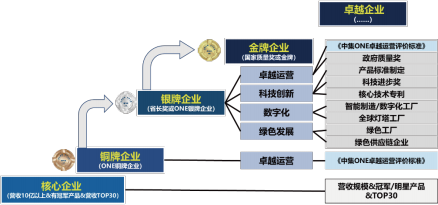 卓越企业
(……)
金牌企业
(国家质量奖或金牌)
《中集ONE卓越运营评价标准》
政府质量奖
卓越运营
产品标准制定
银牌企业
(省长奖或ONE银牌企业)
科技创新
科技进步奖
核心技术专利
数字化
智能制造/数字化工厂
全球灯塔工厂
绿色发展
绿色工厂
绿色供应企业
铜牌企业
(ONE铜牌企业)
卓越运营
《中集ONE卓越运营评价标准》
核心企业
(营收10亿以上&有冠军产品&营收TOP30)
营收规模&冠军/明星产品
&TOP30